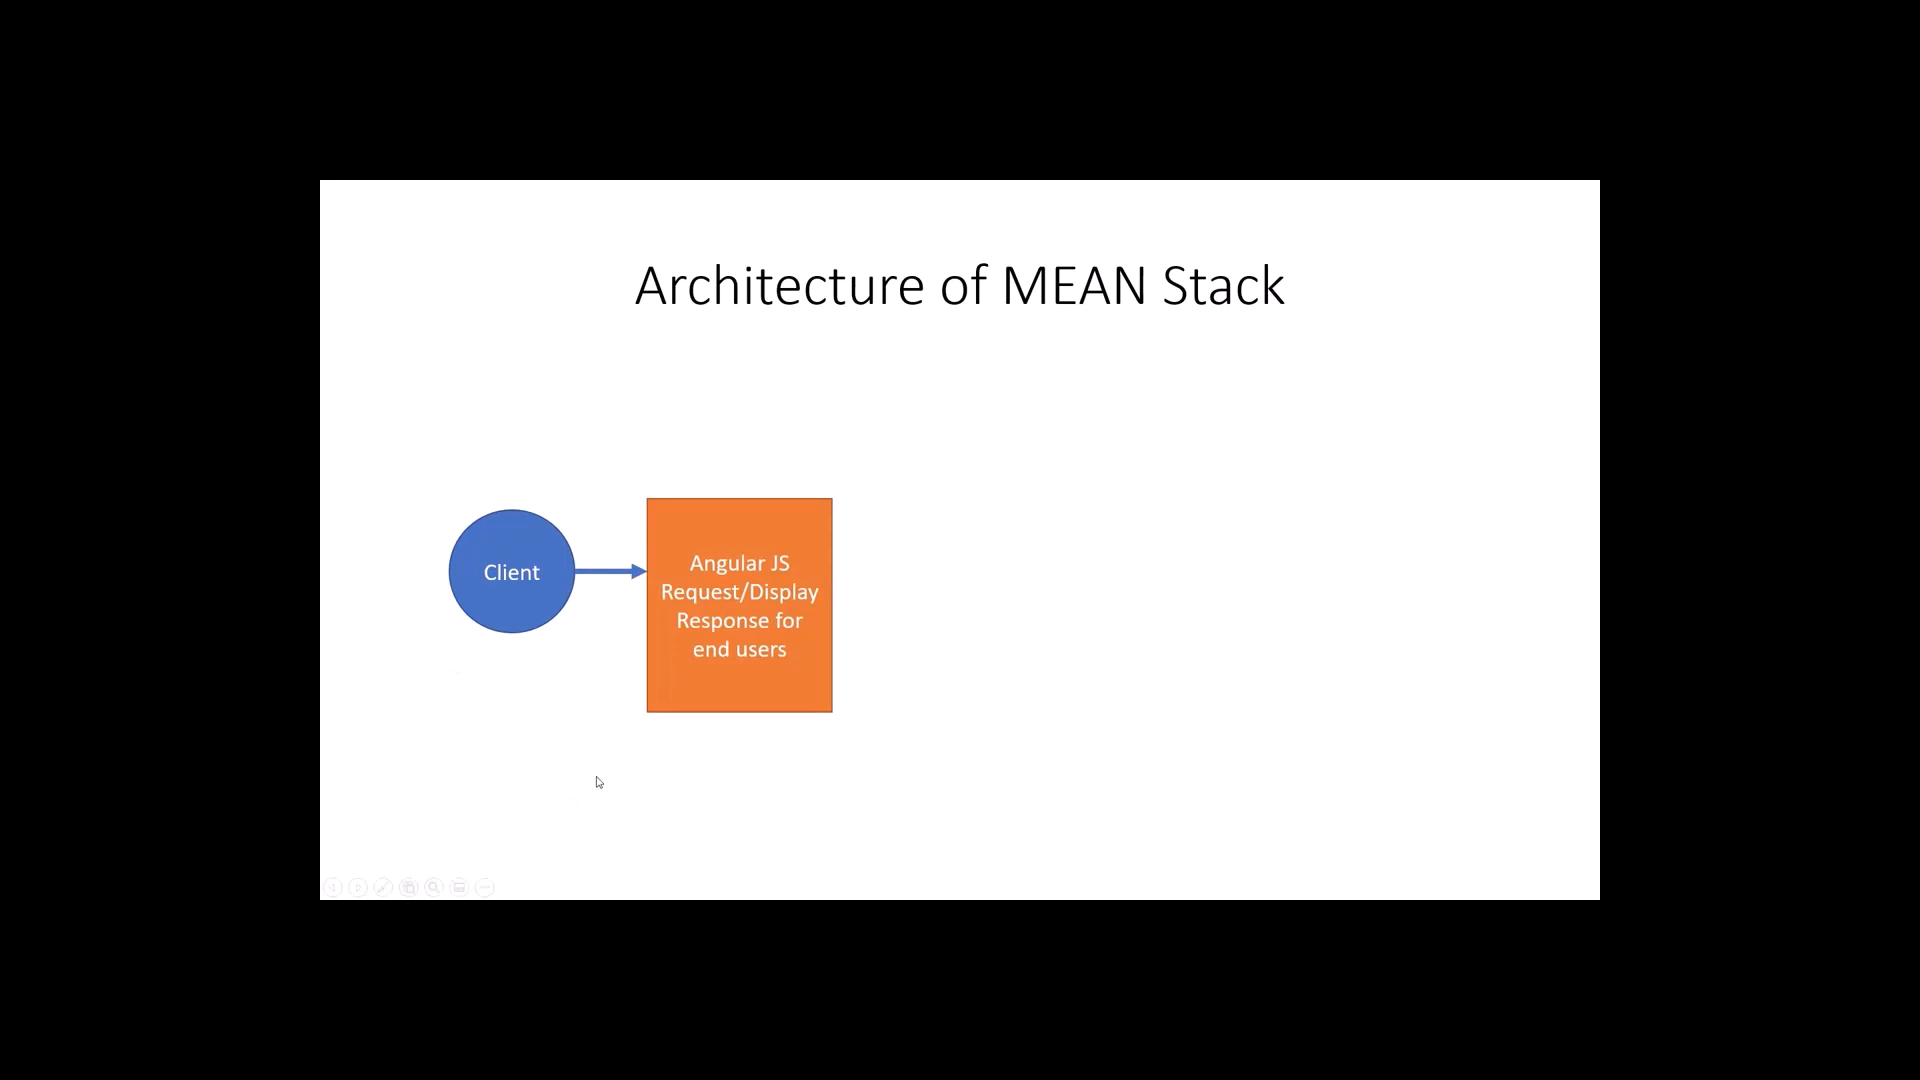 Architecture of MEAN Stack
Client
Angular JS
Request/Display
Response for
end users